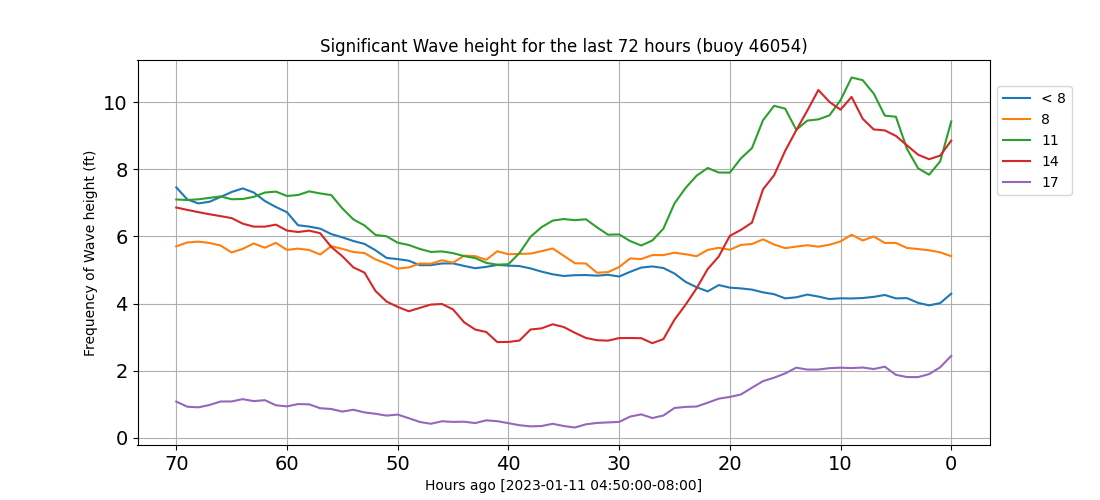 Significant Wave height for the last 72 hours (buoy 46054)
Frequency of Wave height (ft)
10
8
6
4
2
0
70 60 50 40 30 20 10 0
Hours ago [2023-01-11 04:50:00-08:00]
< 8
8
11
14
17